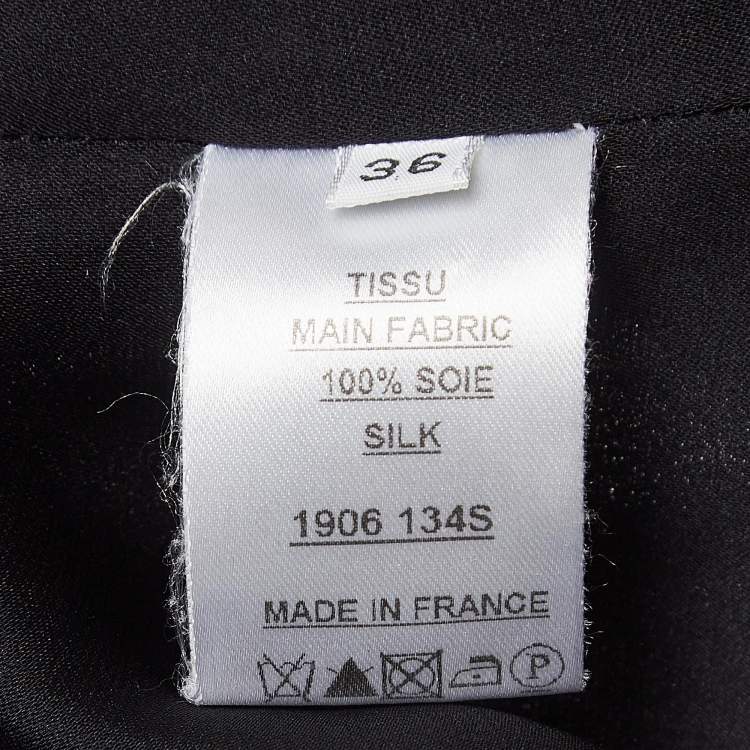 36
TISSU
MAIN FABRIC
100% SOIE
SILK
1906 134S
MADE IN FRANCE
P